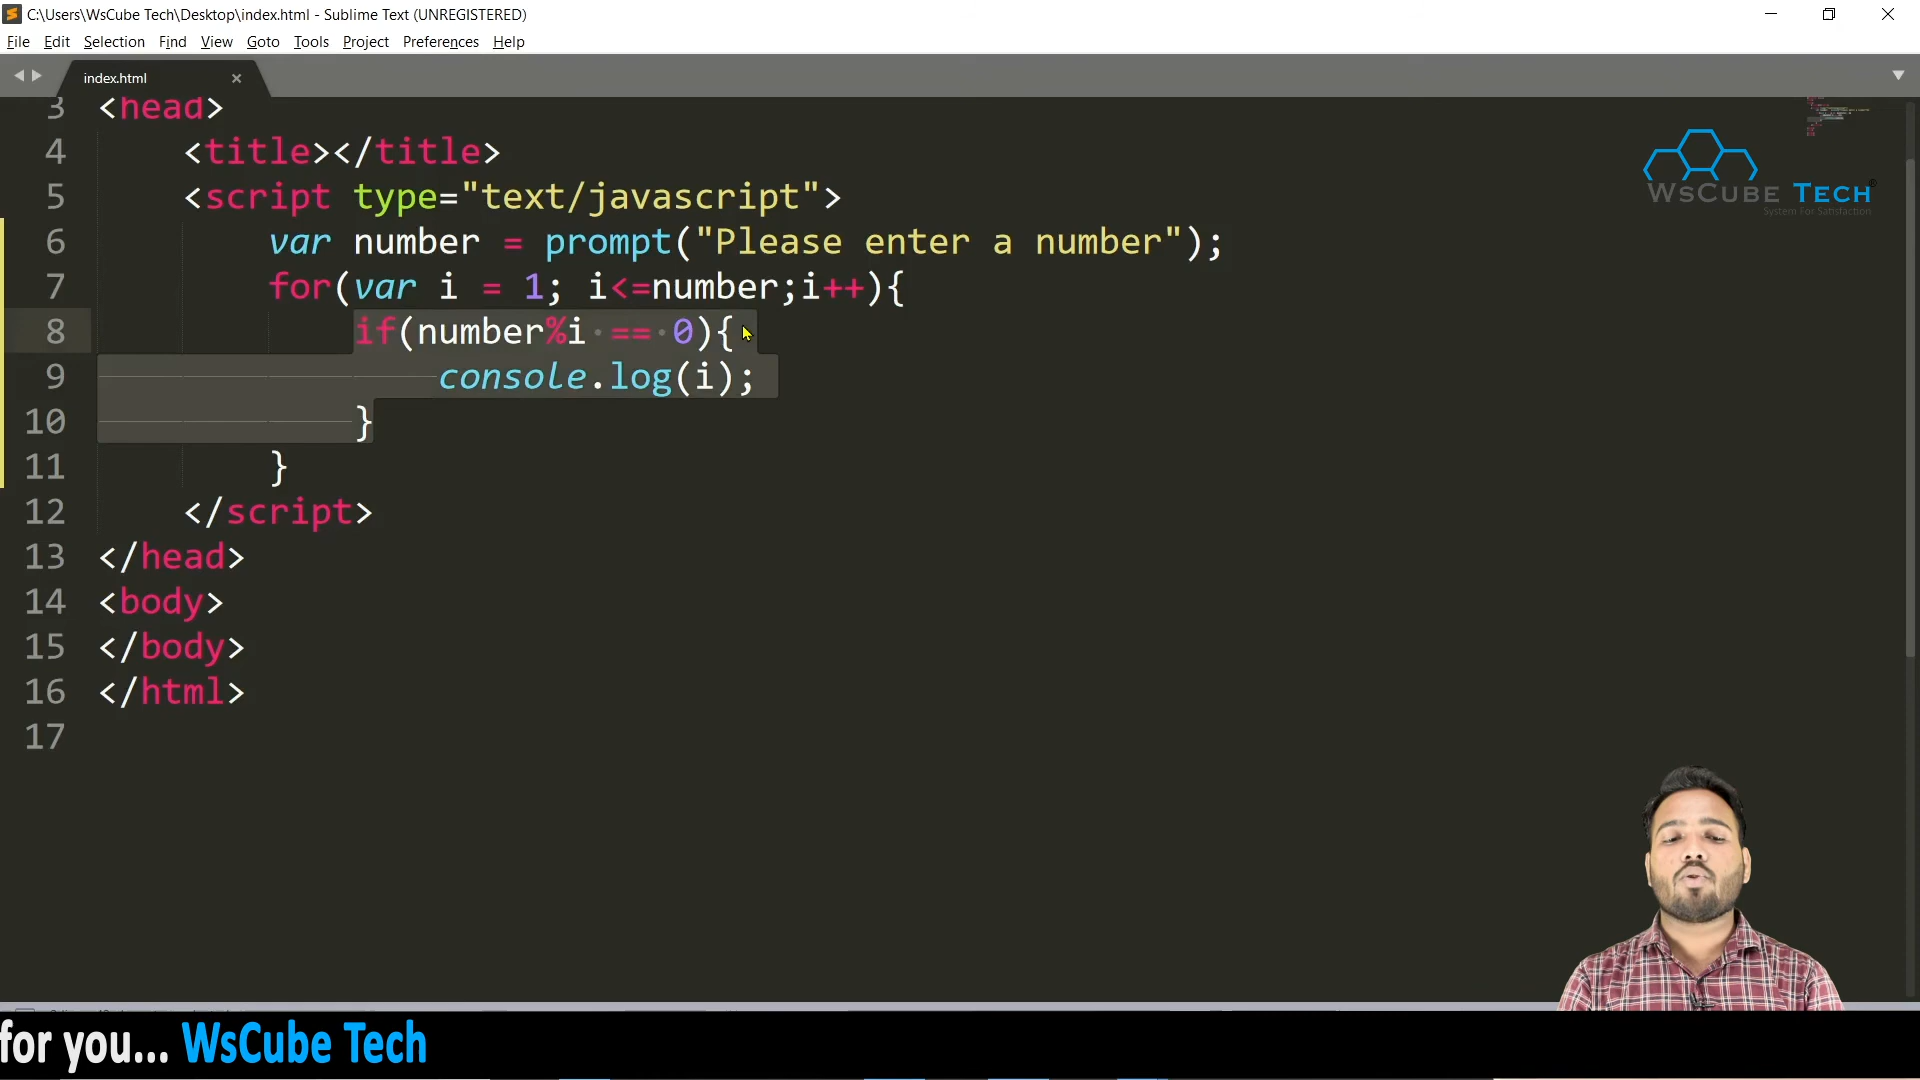 C:\Users\WsCube Tech\Desktop\index.html - Sublime Text (UNREGISTERED)
File Edit Selection Find View Goto Tools Project Preferences Help
index.html
3 <head>
4 <title></title>
5 <script type="text/javascript">
6 var number = prompt("Please enter a number");
7 for(var i = 1; i<=number;i++){
8 if(number%i == 0){
9 console.log(i);
10 }
11 }
12 </script>
13 </head>
14 <body>
15 </body>
16 </html>
17
WsCube Tech®
System For Satisfaction
for you... WsCube Tech